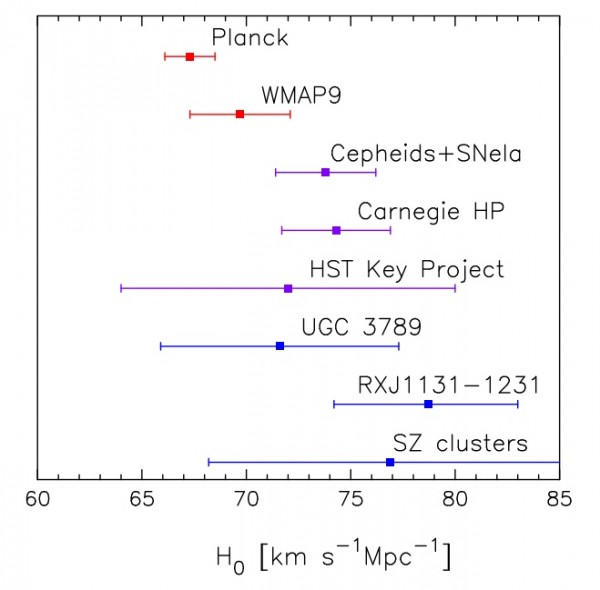 Planck
WMAP9
Cepheids+SNeIa
Carnegie HP
HST Key Project
UGC 3789
RXJ1131−1231
SZ clusters
60 65 70 75 80 85
H₀ [km s⁻¹Mpc⁻¹]